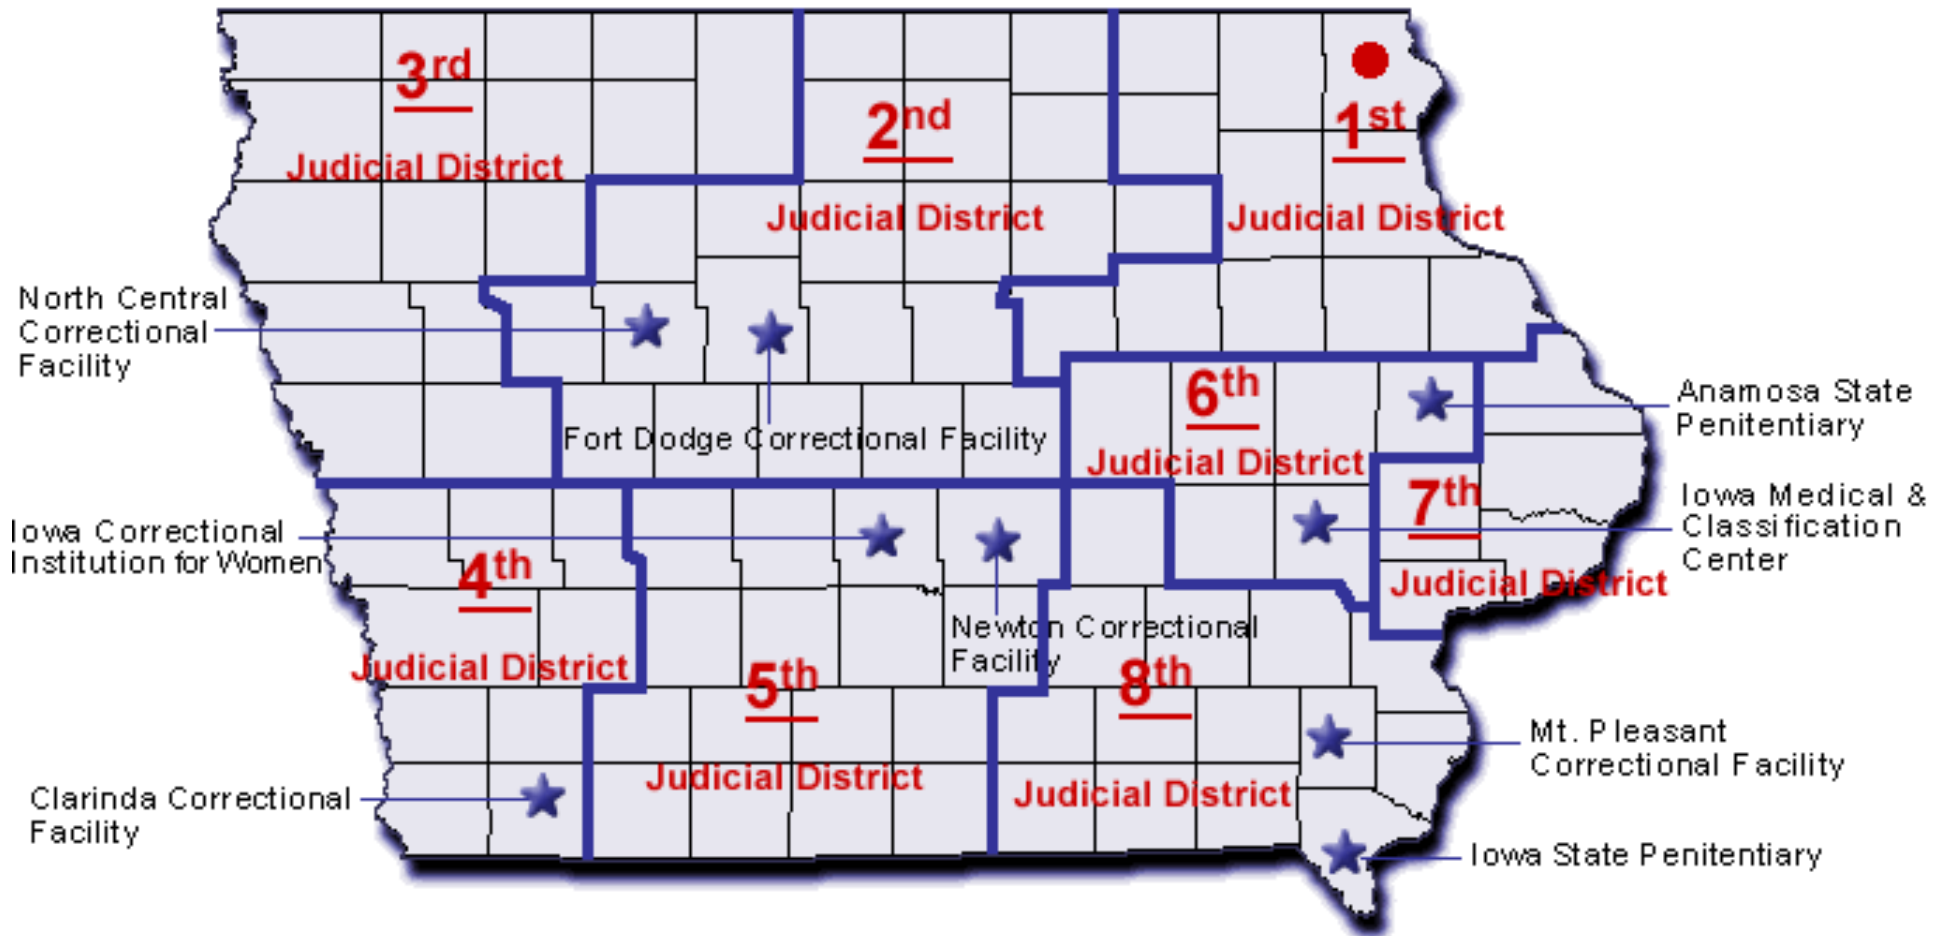 3rd
Judicial District
2nd
Judicial District
1st
Judicial District
North Central
Correctional
Facility
Fort Dodge Correctional Facility
6th
Judicial District
Anamosa State
Penitentiary
7th
Judicial District
Iowa Medical &
Classification
Center
Iowa Correctional
Institution for Women
4th
Judicial District
Newton Correctional
Facility
5th
Judicial District
8th
Judicial District
Mt. Pleasant
Correctional Facility
Clarinda Correctional
Facility
Iowa State Penitentiary